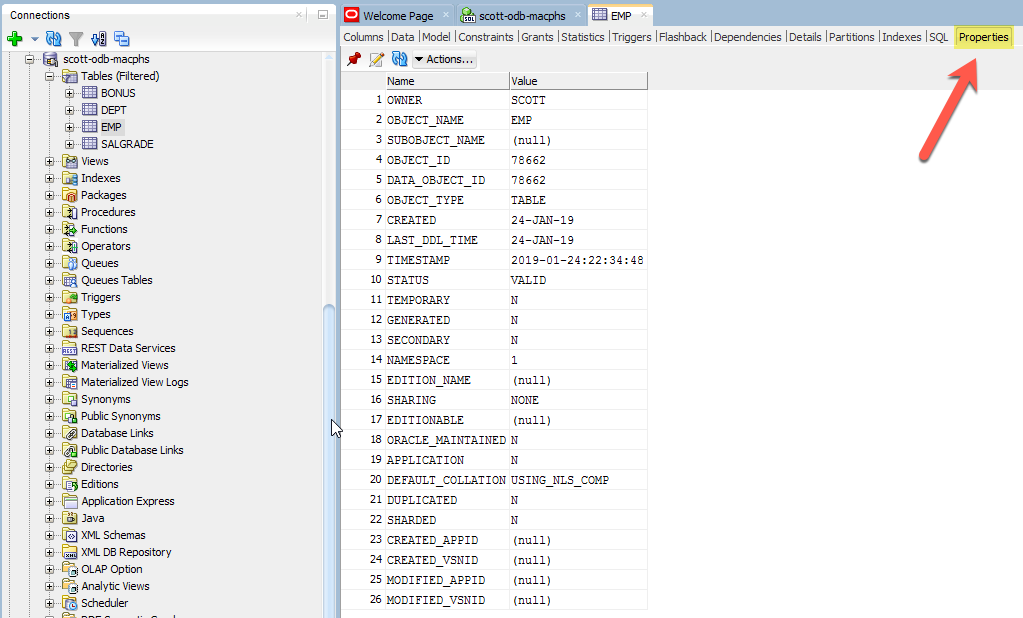 Connections
scott-odb-macphs
Tables (Filtered)
BONUS
DEPT
EMP
SALGRADE
Views
Indexes
Packages
Procedures
Functions
Operators
Queues
Queues Tables
Triggers
Types
Sequences
REST Data Services
Materialized Views
Materialized View Logs
Synonyms
Public Synonyms
Database Links
Public Database Links
Directories
Editions
Application Express
Java
XML Schemas
XML DB Repository
OLAP Option
Analytic Views
Scheduler
Welcome Page scott-odb-macphs EMP
Columns Data Model Constraints Grants Statistics Triggers Flashback Dependencies Details Partitions Indexes SQL Properties
Actions...
Name Value
1 OWNER SCOTT
2 OBJECT_NAME EMP
3 SUBOBJECT_NAME (null)
4 OBJECT_ID 78662
5 DATA_OBJECT_ID 78662
6 OBJECT_TYPE TABLE
7 CREATED 24-JAN-19
8 LAST_DDL_TIME 24-JAN-19
9 TIMESTAMP 2019-01-24:22:34:48
10 STATUS VALID
11 TEMPORARY N
12 GENERATED N
13 SECONDARY N
14 NAMESPACE 1
15 EDITION_NAME (null)
16 SHARING NONE
17 EDITIONABLE (null)
18 ORACLE_MAINTAINED N
19 APPLICATION N
20 DEFAULT_COLLATION USING_NLS_COMP
21 DUPLICATED N
22 SHARDED N
23 CREATED_APPID (null)
24 CREATED_VSNID (null)
25 MODIFIED_APPID (null)
26 MODIFIED_VSNID (null)